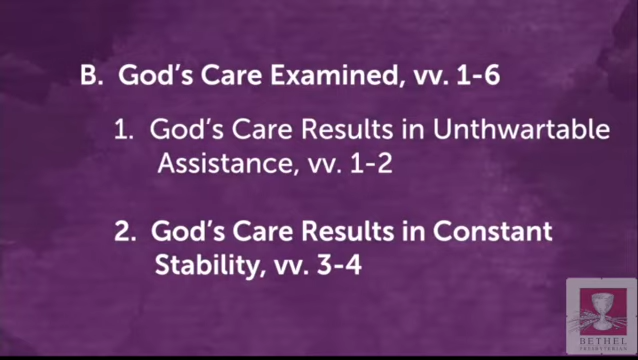 B. God's Care Examined, vv. 1-6
1. God's Care Results in Unthwartable
Assistance, vv. 1-2
2. God's Care Results in Constant
Stability, vv. 3-4
BETHEL
PRESBYTERIAN